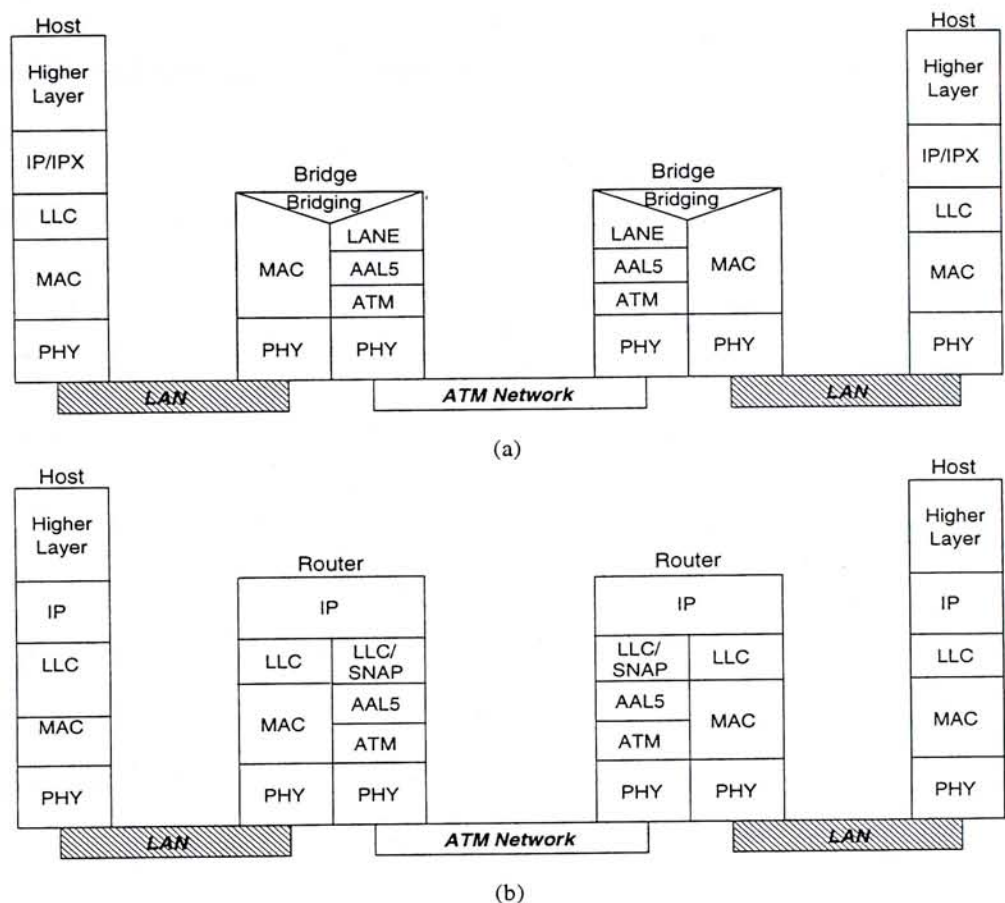 Host
Host
Higher
Layer
Higher
Layer
IP/IPX
IP/IPX
Bridge
Bridge
Bridging
Bridging
LLC
LLC
LANE
LANE
MAC
MAC
AAL5
AAL5
MAC
MAC
ATM
ATM
PHY
PHY
PHY
PHY
PHY
PHY
LAN
ATM Network
LAN
(a)
Host
Host
Higher
Layer
Higher
Layer
Router
Router
IP
IP
IP
IP
LLC
LLC
LLC/
SNAP
LLC/
SNAP
LLC
LLC
AAL5
AAL5
MAC
MAC
MAC
MAC
ATM
ATM
PHY
PHY
PHY
PHY
PHY
PHY
LAN
ATM Network
LAN
(b)